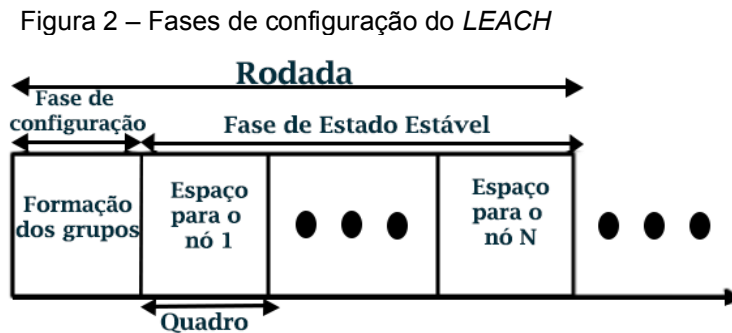 Figura 2 – Fases de configuração do LEACH
Rodada
Fase de
configuração
Fase de Estado Estável
Formação
dos grupos
Espaço
para o
nó 1
Espaço
para o
nó N
Quadro